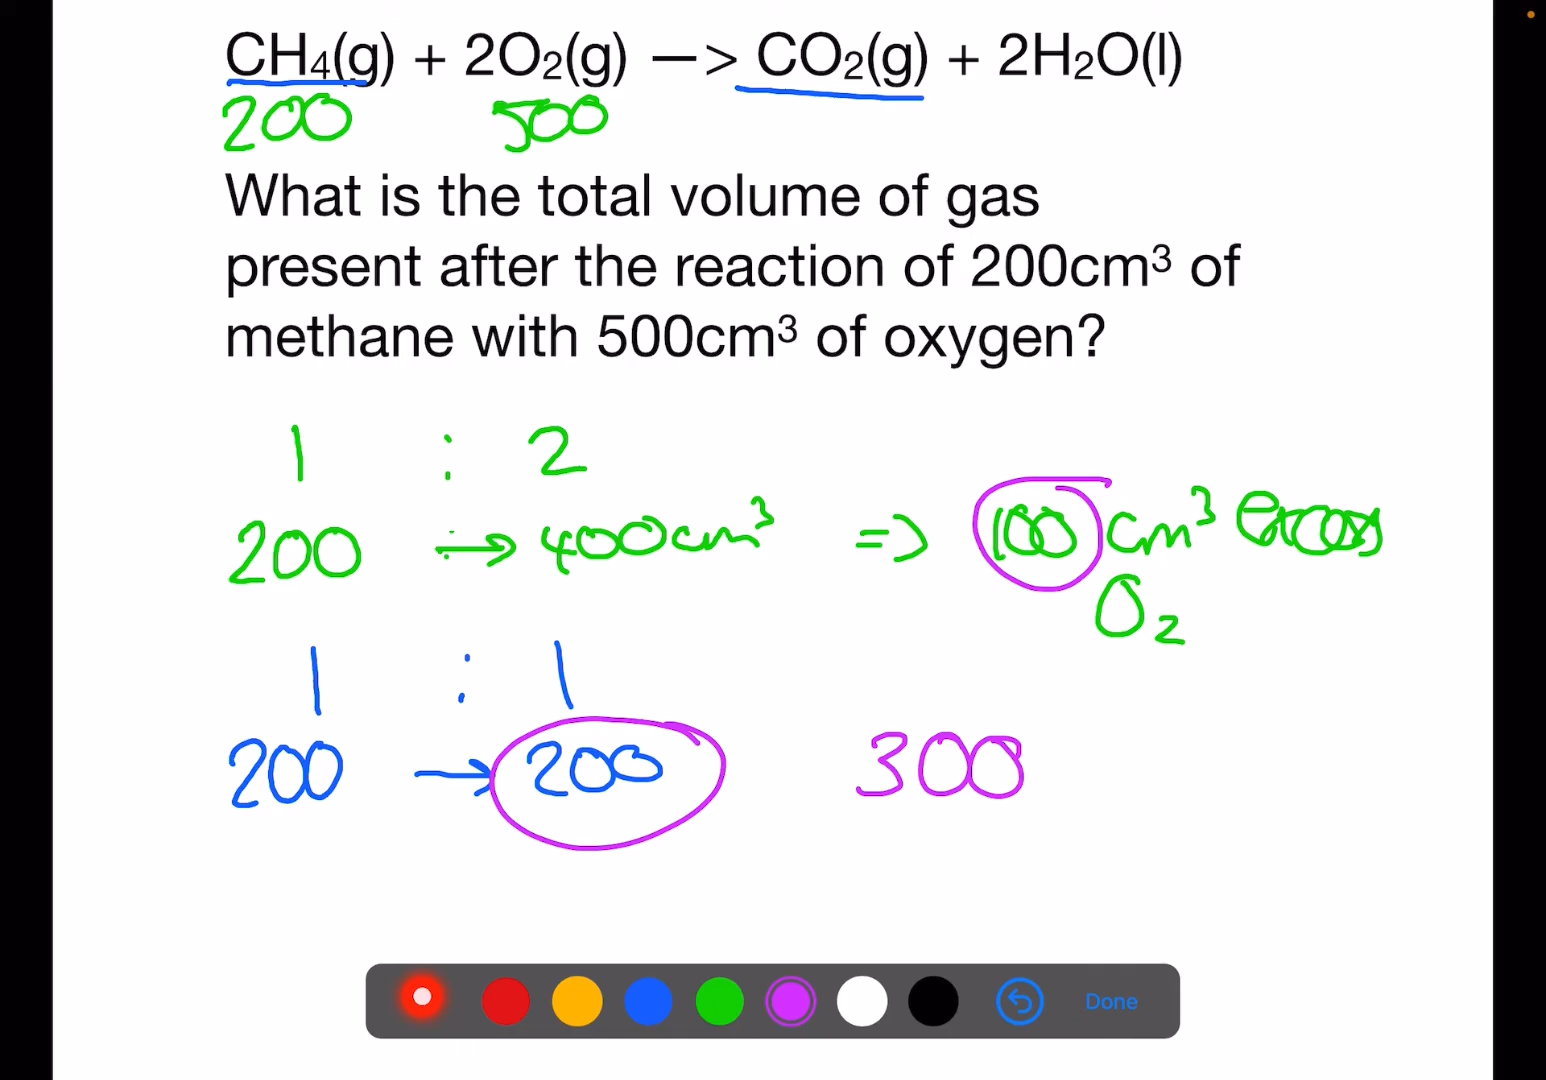 CH4(g) + 2O2(g) —> CO2(g) + 2H2O(l)
200 500
What is the total volume of gas
present after the reaction of 200cm³ of
methane with 500cm³ of oxygen?
1 : 2
200 → 400cm³ => 100 cm³ Excess
O2
1 : 1
200 → 200 300
Done